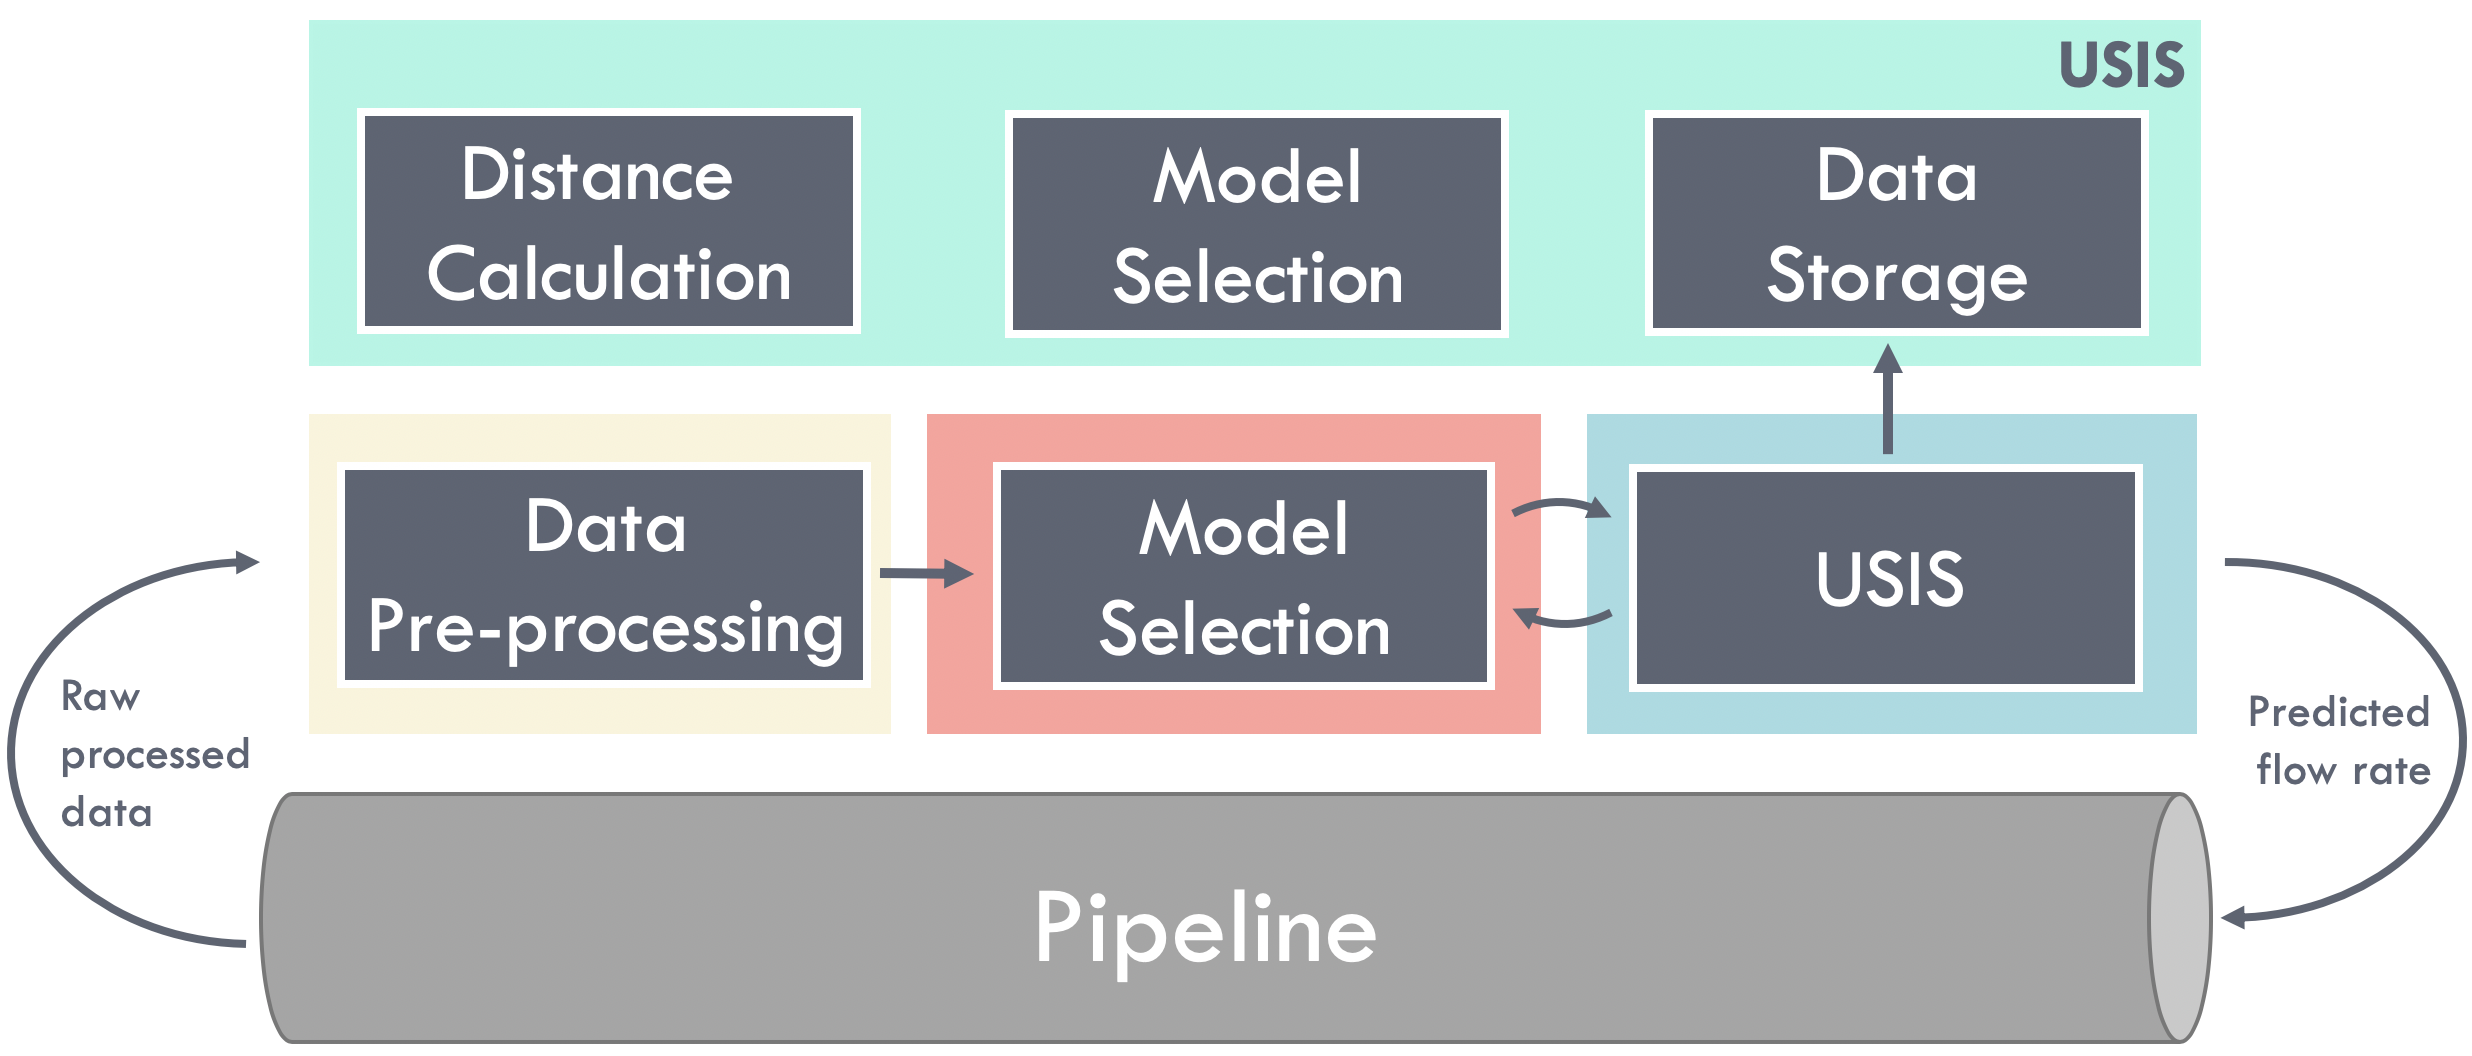 USIS
Distance
Calculation
Model
Selection
Data
Storage
Data
Pre-processing
Model
Selection
USIS
Raw
processed
data
Predicted
flow rate
Pipeline